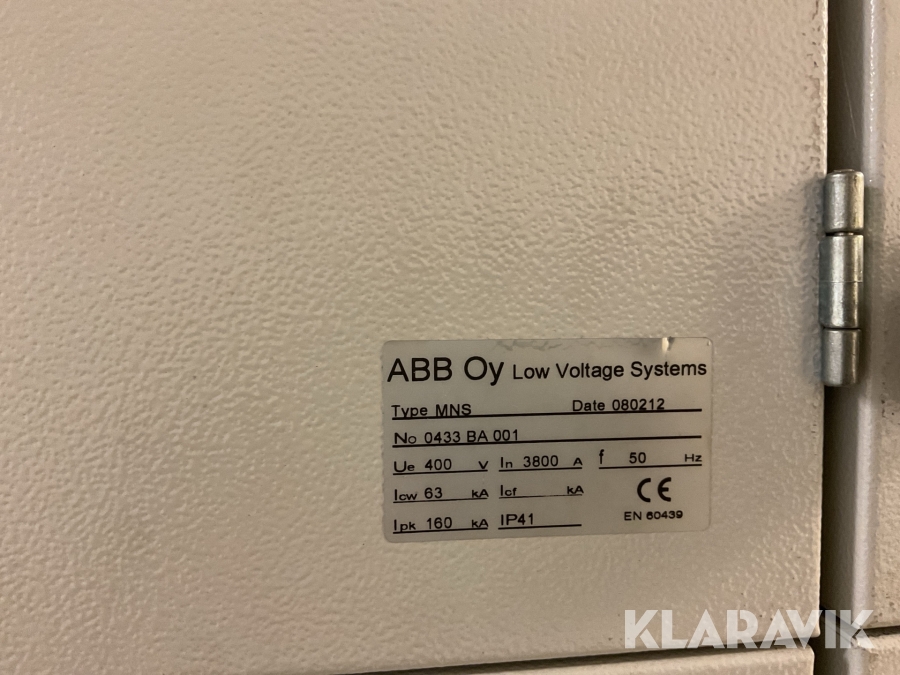 ABB Oy Low Voltage Systems
Type MNS Date 080212
No 0433 BA 001
Ue 400 V In 3800 A f 50 Hz
Icw 63 kA Icf kA CE
Ipk 160 kA IP41 EN 60439
KLARAVIK